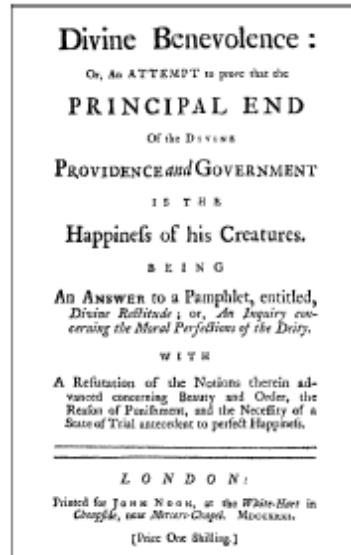 Divine Benevolence:
Or, An ATTEMPT to prove that the
PRINCIPAL END
Of the DIVINE
PROVIDENCE and GOVERNMENT
IS THE
Happineſs of his Creatures.
BEING
An ANSWER to a Pamphlet, entitled,
Divine Rectitude; or, An Inquiry con-
cerning the Moral Perfections of the Deity.
WITH
A Refutation of the Notions therein ad-
vanced concerning Beauty and Order, the
Reaſon of Puniſhment, and the Neceſſity of a
State of Trial antecedent to perfect Happineſs.
LONDON:
Printed for JOHN NOON, at the White-Hart in
Cheapſide, near Mercers-Chapel. MDCCXXXI.
[Price One Shilling.]